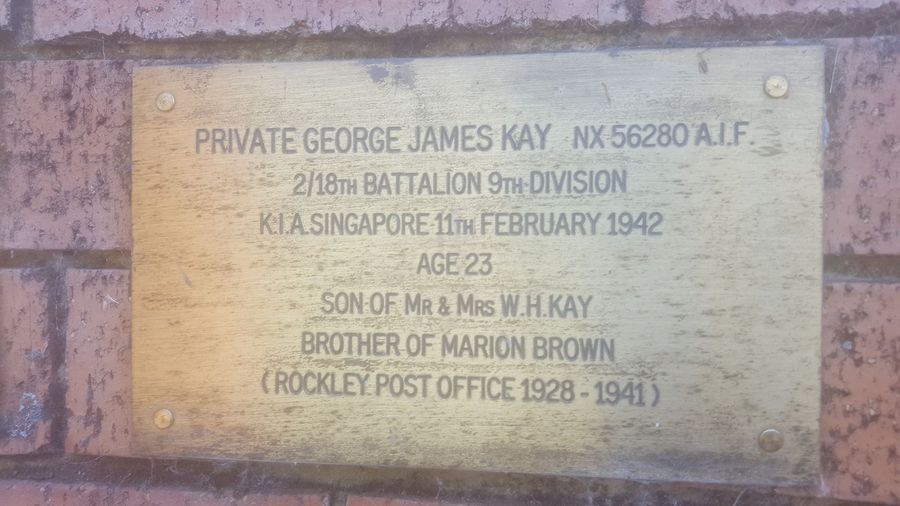 PRIVATE GEORGE JAMES KAY NX 56280 A.I.F.
2/18TH BATTALION 9TH DIVISION
K.I.A. SINGAPORE 11TH FEBRUARY 1942
AGE 23
SON OF MR & MRS W.H. KAY
BROTHER OF MARION BROWN
( ROCKLEY POST OFFICE 1928 - 1941 )